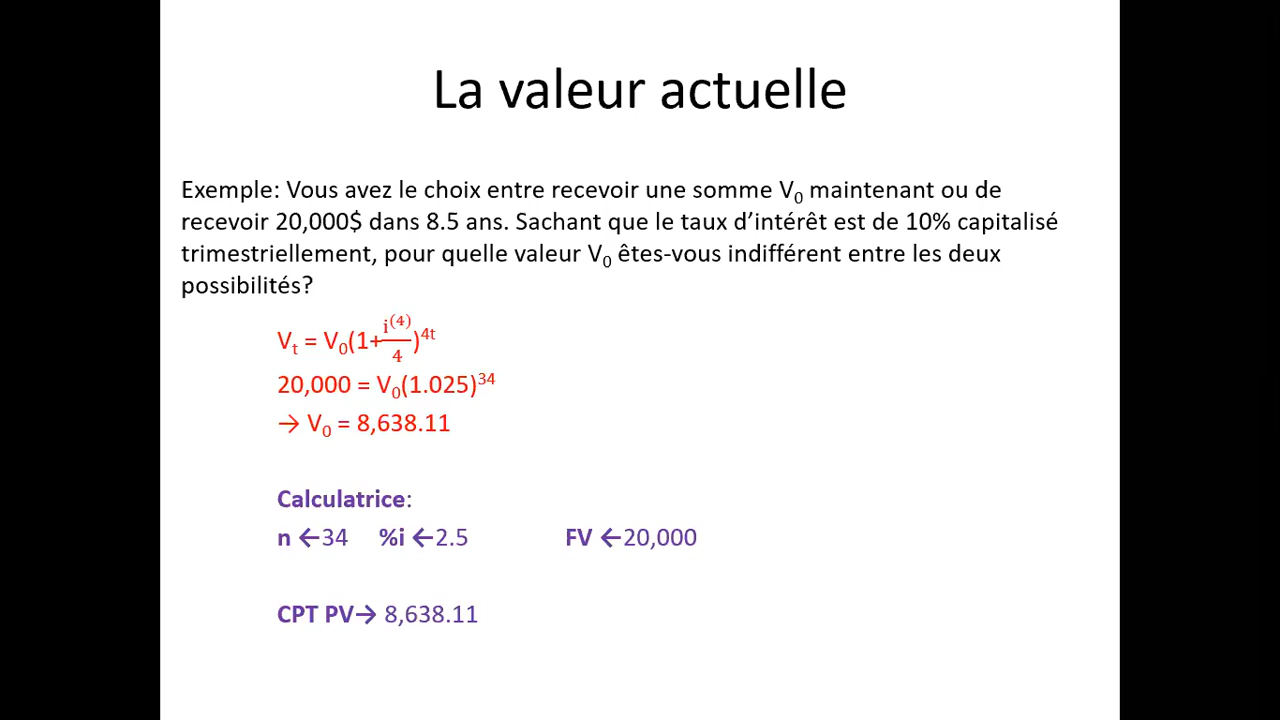 La valeur actuelle
Exemple: Vous avez le choix entre recevoir une somme V₀ maintenant ou de
recevoir 20,000$ dans 8.5 ans. Sachant que le taux d’intérêt est de 10% capitalisé
trimestriellement, pour quelle valeur V₀ êtes-vous indifférent entre les deux
possibilités?
Vₜ = V₀(1+i⁽⁴⁾/4)⁴ᵗ
20,000 = V₀(1.025)³⁴
→ V₀ = 8,638.11
Calculatrice:
n ←34 %i ←2.5 FV ←20,000
CPT PV→ 8,638.11